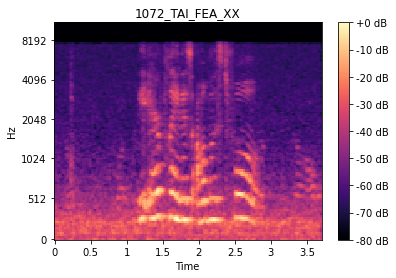 1072_TAI_FEA_XX
+0 dB
8192
-10 dB
-20 dB
4096
-30 dB
Hz
2048
-40 dB
1024
-50 dB
-60 dB
512
-70 dB
0
-80 dB
0 0.5 1 1.5 2 2.5 3 3.5
Time